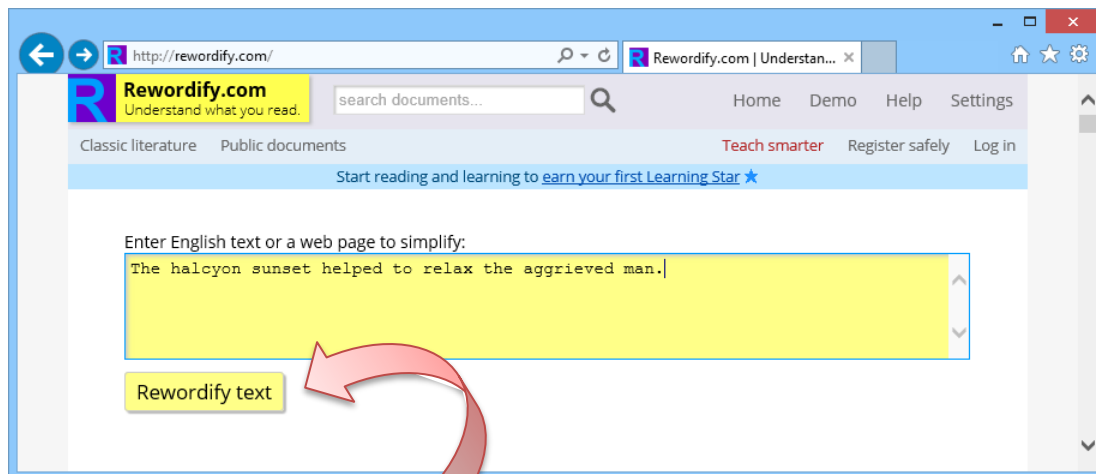 http://rewordify.com/
Rewordify.com | Understan...
R Rewordify.com
Understand what you read.
search documents...
Home Demo Help Settings
Classic literature Public documents
Teach smarter Register safely Log in
Start reading and learning to earn your first Learning Star
Enter English text or a web page to simplify:
The halcyon sunset helped to relax the aggrieved man.
Rewordify text